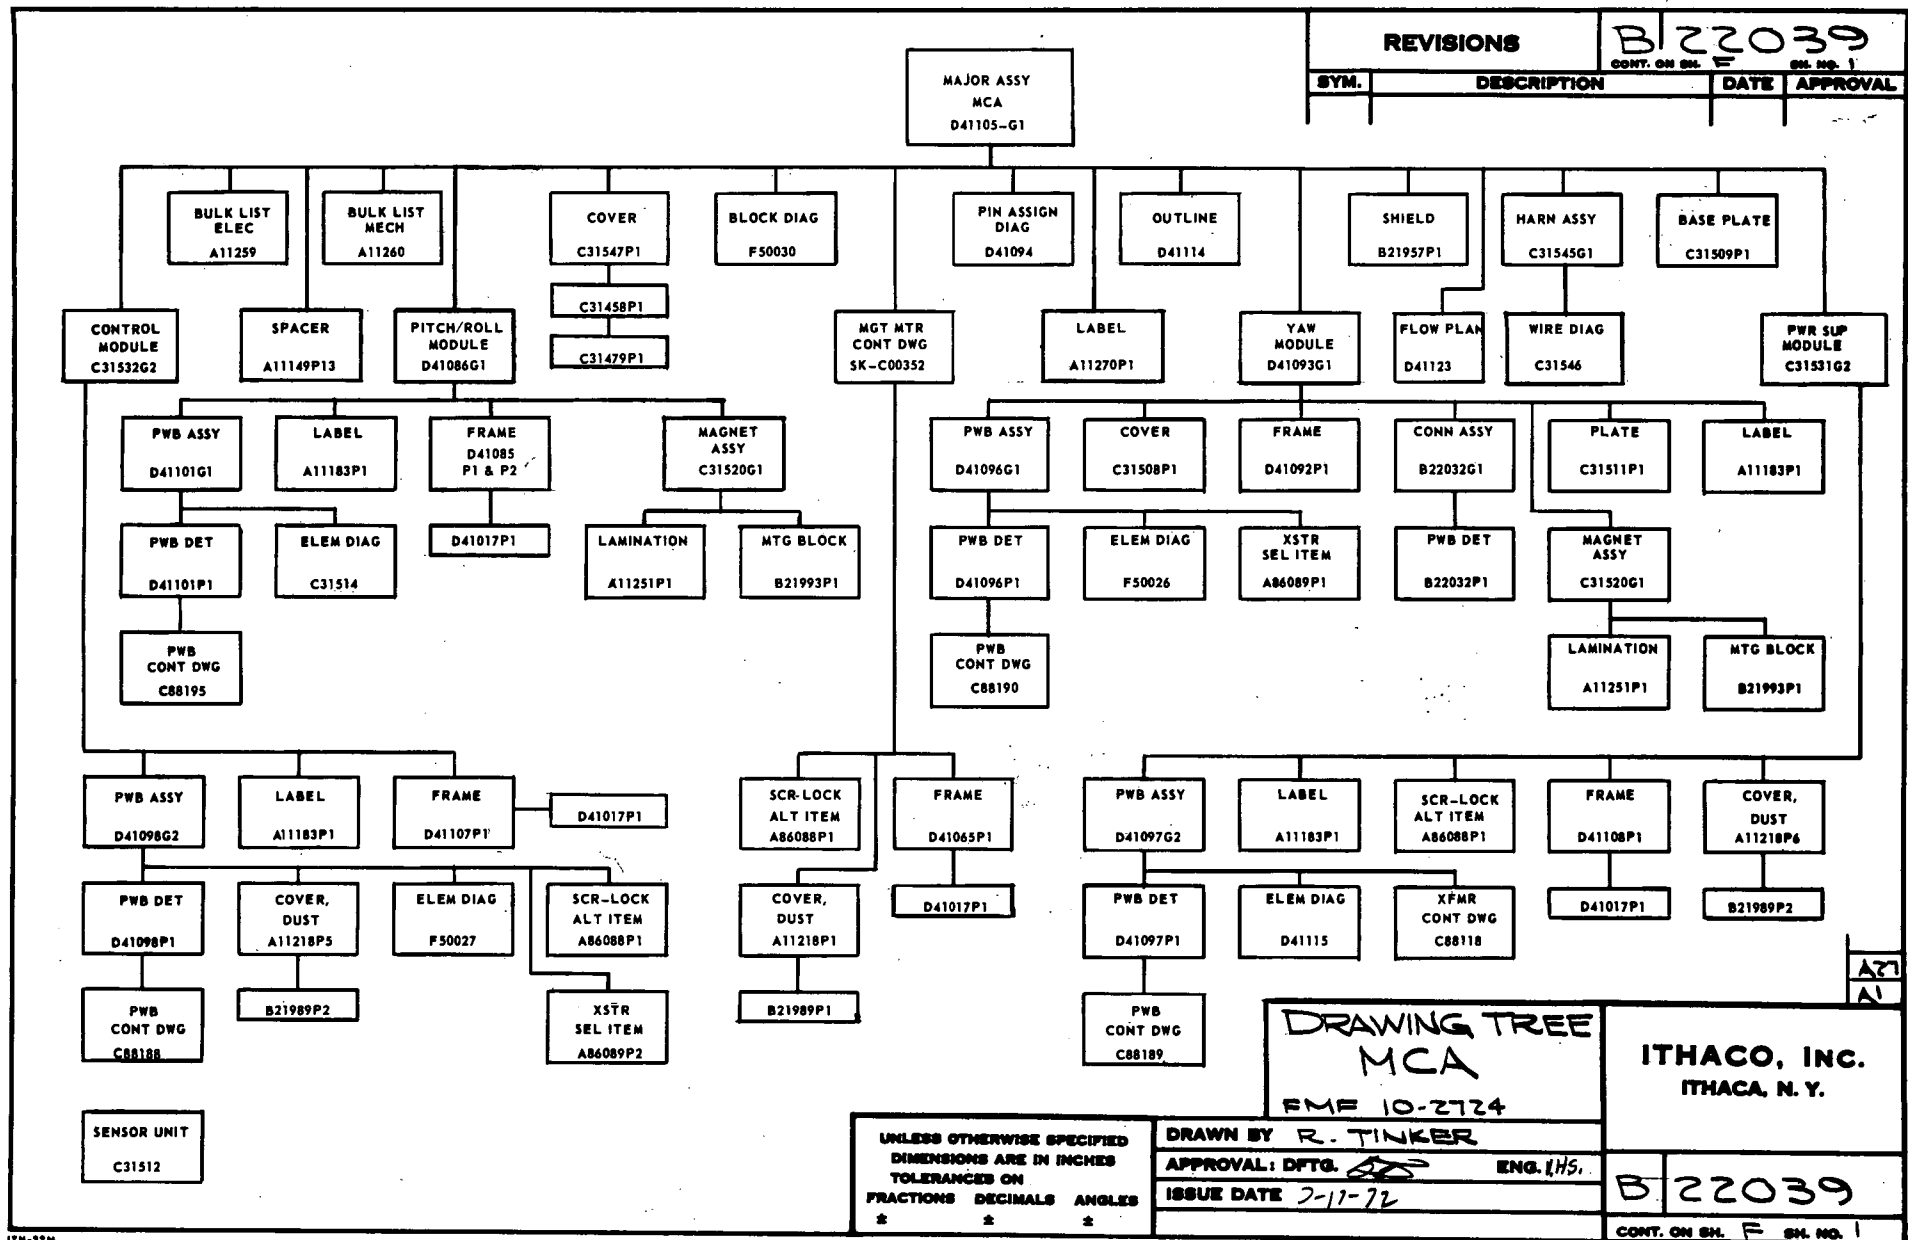 REVISIONS
B 22039
CONT. ON SH. F SH. NO. 1
SYM. DESCRIPTION DATE APPROVAL
MAJOR ASSY
MCA
D41105-G1
BULK LIST
ELEC
A11259
BULK LIST
MECH
A11260
COVER
C31547P1
C31458P1
C31479P1
BLOCK DIAG
F50030
PIN ASSIGN
DIAG
D41094
OUTLINE
D41114
SHIELD
B21957P1
HARN ASSY
C31545G1
BASE PLATE
C31509P1
CONTROL
MODULE
C31532G2
SPACER
A11149P13
PITCH/ROLL
MODULE
D41086G1
MGT MTR
CONT DWG
SK-C00352
LABEL
A11270P1
YAW
MODULE
D41093G1
FLOW PLAN
D41123
WIRE DIAG
C31546
PWR SUP
MODULE
C31531G2
PWB ASSY
D41101G1
LABEL
A11183P1
FRAME
D41085
P1 & P2
MAGNET
ASSY
C31520G1
PWB ASSY
D41096G1
COVER
C31508P1
FRAME
D41092P1
CONN ASSY
B22032G1
PLATE
C31511P1
LABEL
A11183P1
PWB DET
D41101P1
ELEM DIAG
C31514
D41017P1
LAMINATION
A11251P1
MTG BLOCK
B21993P1
PWB DET
D41096P1
ELEM DIAG
F50026
XSTR
SEL ITEM
A86089P1
PWB DET
B22032P1
MAGNET
ASSY
C31520G1
PWB
CONT DWG
C88195
PWB
CONT DWG
C88190
LAMINATION
A11251P1
MTG BLOCK
B21993P1
PWB ASSY
D41098G2
LABEL
A11183P1
FRAME
D41107P1
D41017P1
SCR-LOCK
ALT ITEM
A86088P1
FRAME
D41065P1
PWB ASSY
D41097G2
LABEL
A11183P1
SCR-LOCK
ALT ITEM
A86088P1
FRAME
D41108P1
COVER,
DUST
A11218P6
PWB DET
D41098P1
COVER,
DUST
A11218P5
ELEM DIAG
F50027
SCR-LOCK
ALT ITEM
A86088P1
COVER,
DUST
A11218P1
D41017P1
PWB DET
D41097P1
ELEM DIAG
D41115
XFMR
CONT DWG
C88118
D41017P1
B21989P2
PWB
CONT DWG
C88188
B21989P2
XSTR
SEL ITEM
A86089P2
B21989P1
PWB
CONT DWG
C88189
SENSOR UNIT
C31512
A27
A1
DRAWING TREE
MCA
FMF 10-2724
ITHACO, INC.
ITHACA, N. Y.
UNLESS OTHERWISE SPECIFIED
DIMENSIONS ARE IN INCHES
TOLERANCES ON
FRACTIONS DECIMALS ANGLES
± ± ±
DRAWN BY R. TINKER
APPROVAL: DFTG. ENG.
ISSUE DATE
B 22039
CONT. ON SH. F SH. NO. 1